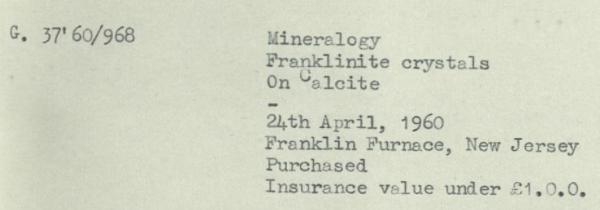 G. 37'60/968
Mineralogy
Franklinite crystals
On Calcite
-
24th April, 1960
Franklin Furnace, New Jersey
Purchased
Insurance value under £1.0.0.